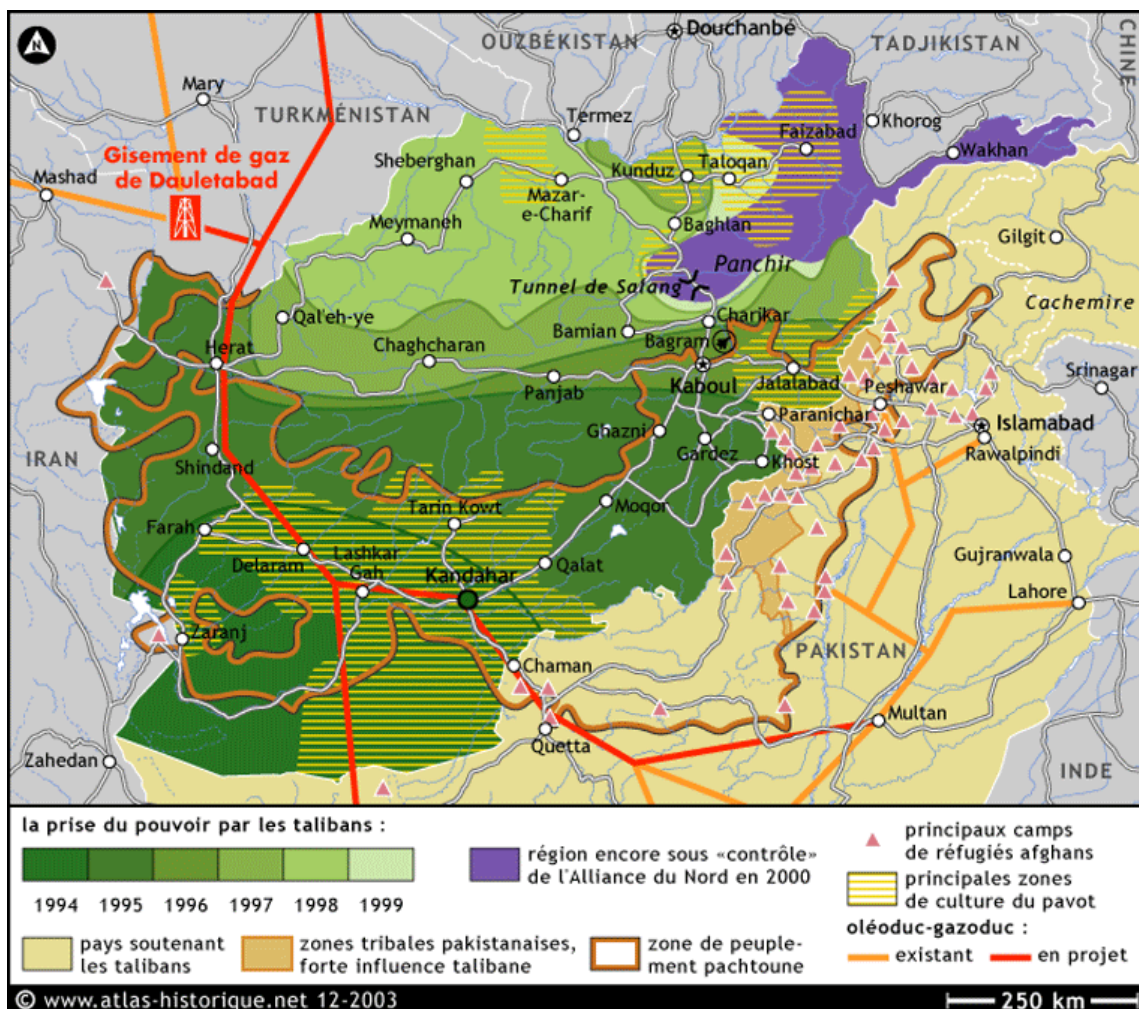 N
OUZBÉKISTAN
Douchanbé
TADJIKISTAN
CHINE
Mary
TURKMÉNISTAN
Termez
Khorog
Faizabad
Wakhan
Gisement de gaz
de Dauletabad
Mashad
Sheberghan
Kunduz
Taloqan
Mazar-
e-Charif
Meymaneh
Baghlan
Gilgit
Panchir
Tunnel de Salang
Cachemire
Qal'eh-ye
Bamian
Charikar
Bagram
Herat
Chaghcharan
Panjab
Kaboul
Jalalabad
Peshawar
Srinagar
Paranichar
Islamabad
Rawalpindi
Ghazni
Gardez
Khost
IRAN
Shindand
Moqor
Tarin Kowt
Farah
Delaram
Lashkar
Gah
Kandahar
Qalat
Gujranwala
Lahore
Zaranj
PAKISTAN
Chaman
Multan
Quetta
Zahedan
INDE
la prise du pouvoir par les talibans :
1994 1995 1996 1997 1998 1999
région encore sous «contrôle»
de l'Alliance du Nord en 2000
principaux camps
de réfugiés afghans
principales zones
de culture du pavot
pays soutenant
les talibans
zones tribales pakistanaises,
forte influence talibane
zone de peuple-
ment pachtoune
oléoduc-gazoduc :
existant
en projet
© www.atlas-historique.net 12-2003
250 km